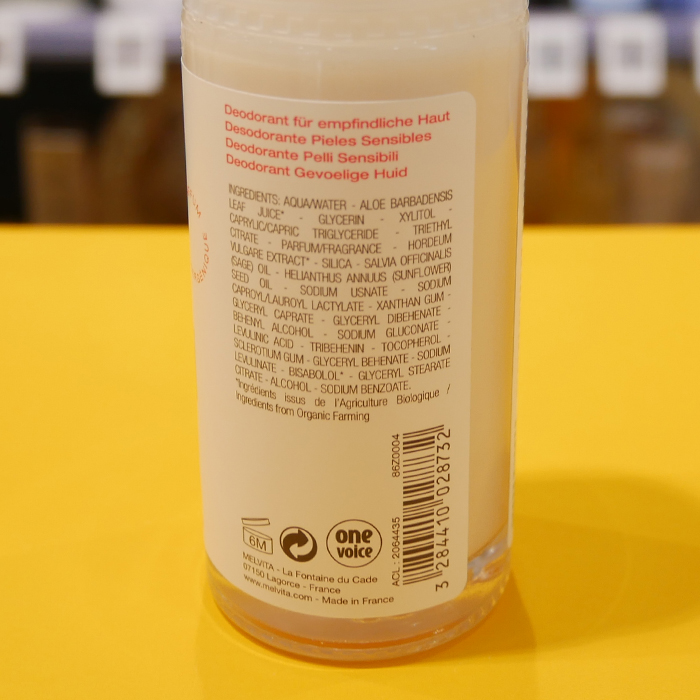 Deodorant für empfindliche Haut
Desodorante Pieles Sensibles
Deodorante Pelli Sensibili
Deodorant Gevoelige Huid
INGREDIENTS: AQUA/WATER - ALOE BARBADENSIS
LEAF JUICE* - GLYCERIN - XYLITOL -
CAPRYLIC/CAPRIC TRIGLYCERIDE - TRIETHYL
CITRATE - PARFUM/FRAGRANCE - HORDEUM
VULGARE EXTRACT* - SILICA - SALVIA OFFICINALIS
(SAGE) OIL - HELIANTHUS ANNUUS (SUNFLOWER)
SEED OIL - SODIUM USNATE - SODIUM
CAPROYL/LAUROYL LACTYLATE - XANTHAN GUM -
GLYCERYL CAPRATE - GLYCERYL DIBEHENATE -
BEHENYL ALCOHOL - SODIUM GLUCONATE -
LEVULINIC ACID - TRIBEHENIN - TOCOPHEROL -
SCLEROTIUM GUM - GLYCERYL BEHENATE - SODIUM
LEVULINATE - BISABOLOL* - GLYCERYL STEARATE
CITRATE - ALCOHOL - SODIUM BENZOATE.
*Ingrédients issus de l'Agriculture Biologique /
Ingredients from Organic Farming
6M
one
voice
MELVITA - La Fontaine du Cade
07150 Lagorce - France
www.melvita.com - Made in France
ACL : 2064435
86Z0004
3 284410 028732